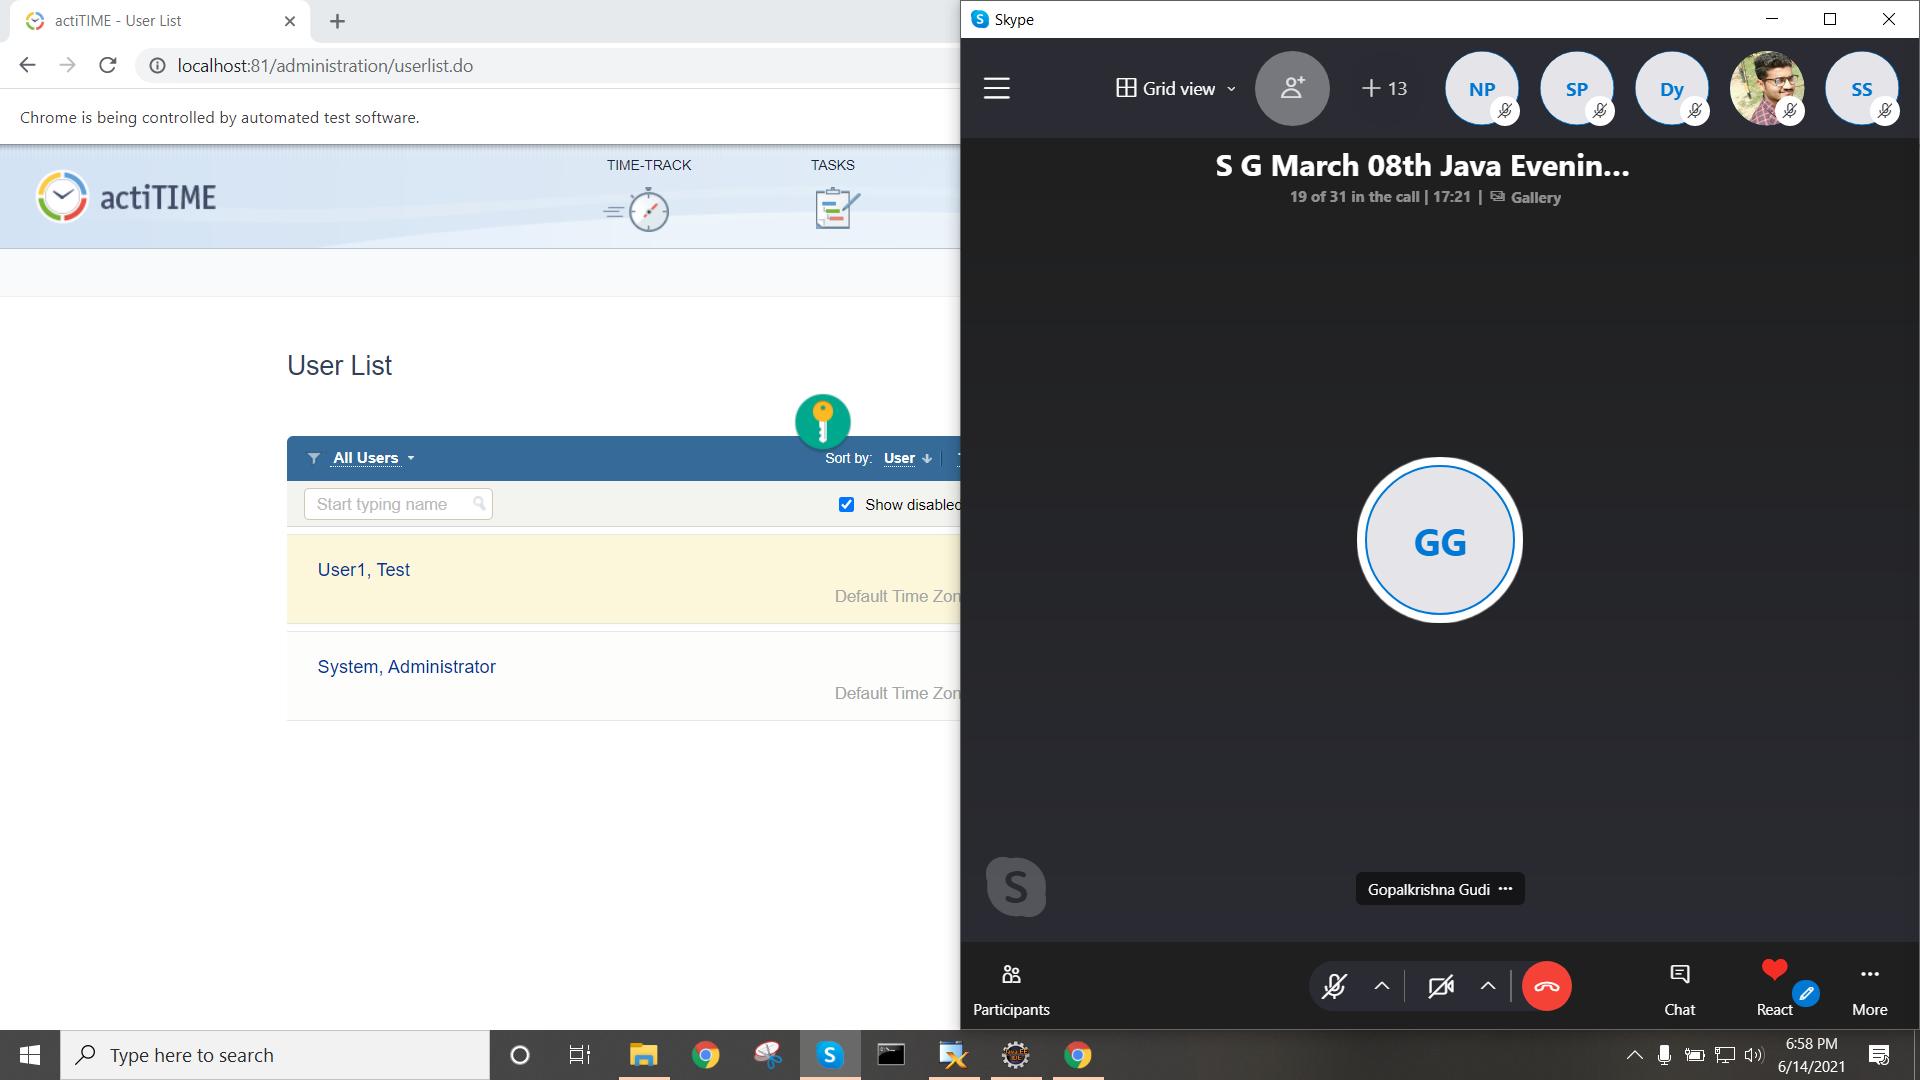 actiTIME - User List
localhost:81/administration/userlist.do
Chrome is being controlled by automated test software.
actiTIME
TIME-TRACK
TASKS
User List
All Users
Sort by: User
Start typing name
Show disabled
User1, Test
Default Time Zon
System, Administrator
Default Time Zon
S Skype
Grid view
+ 13
NP
SP
Dy
SS
S G March 08th Java Evenin...
19 of 31 in the call | 17:21 | Gallery
GG
S
Gopalkrishna Gudi ...
Participants
Chat
React
More
Type here to search
S
6:58 PM
6/14/2021